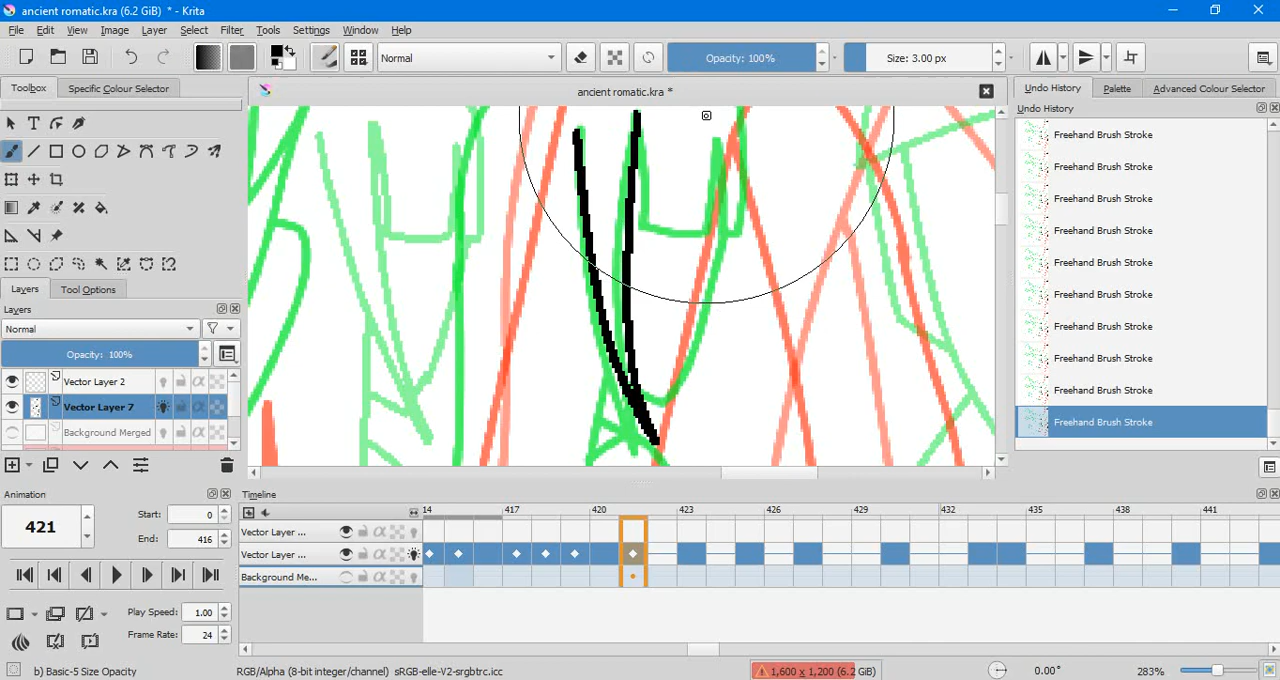 ancient romatic.kra (6.2 GiB) * - Krita
File Edit View Image Layer Select Filter Tools Settings Window Help
Normal Opacity: 100% Size: 3.00 px
Toolbox Specific Colour Selector
ancient romatic.kra *
Undo History Palette Advanced Colour Selector
Undo History
Freehand Brush Stroke
Freehand Brush Stroke
Freehand Brush Stroke
Freehand Brush Stroke
Freehand Brush Stroke
Freehand Brush Stroke
Freehand Brush Stroke
Freehand Brush Stroke
Freehand Brush Stroke
Freehand Brush Stroke
Layers Tool Options
Layers
Normal
Opacity: 100%
Vector Layer 2
Vector Layer 7
Background Merged
Animation
421
Start: 0
End: 416
Play Speed: 1.00
Frame Rate: 24
Timeline
14 417 420 423 426 429 432 435 438 441
Vector Layer ...
Vector Layer ...
Background Me...
b) Basic-5 Size Opacity RGB/Alpha (8-bit integer/channel) sRGB-elle-V2-srgbtrc.icc 1,600 x 1,200 (6.2 GiB) 0.00° 283%